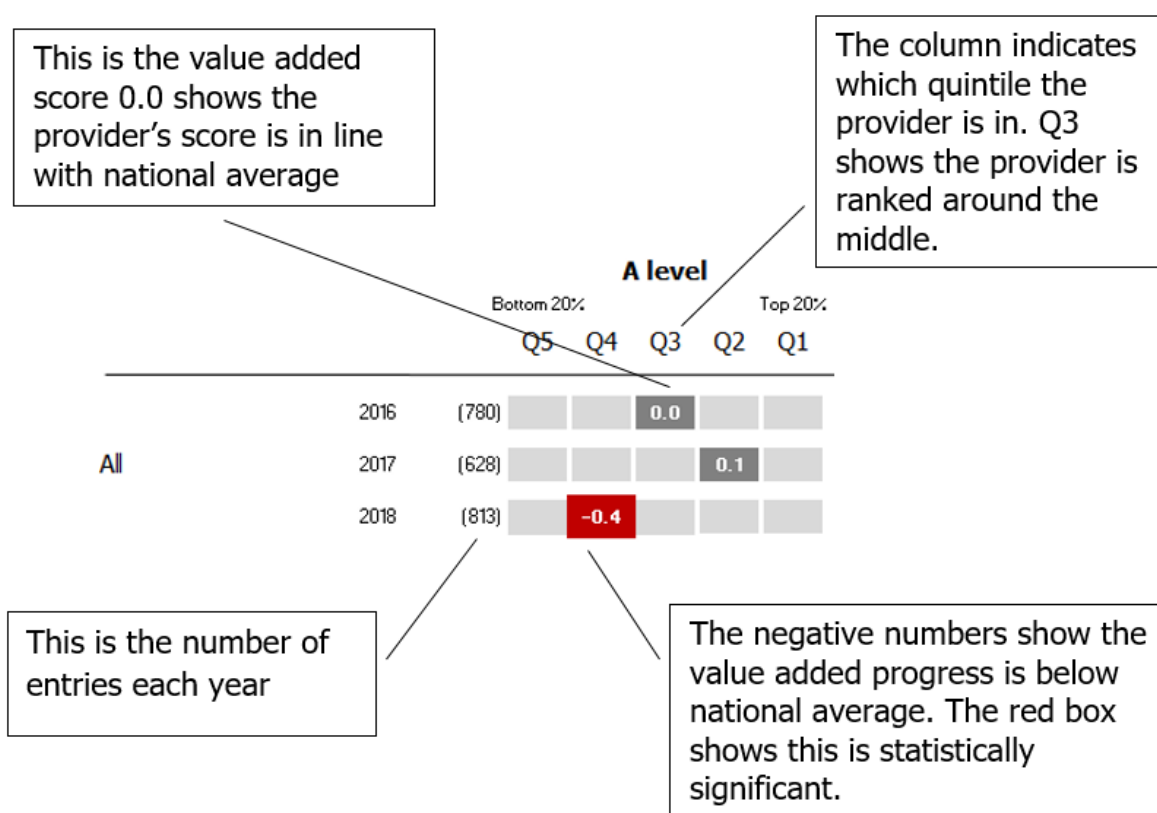 This is the value added
score 0.0 shows the
provider’s score is in line
with national average
The column indicates
which quintile the
provider is in. Q3
shows the provider is
ranked around the
middle.
A level
Bottom 20% Top 20%
Q5 Q4 Q3 Q2 Q1
2016 (780) 0.0
All 2017 (628) 0.1
2018 (813) -0.4
This is the number of
entries each year
The negative numbers show the
value added progress is below
national average. The red box
shows this is statistically
significant.